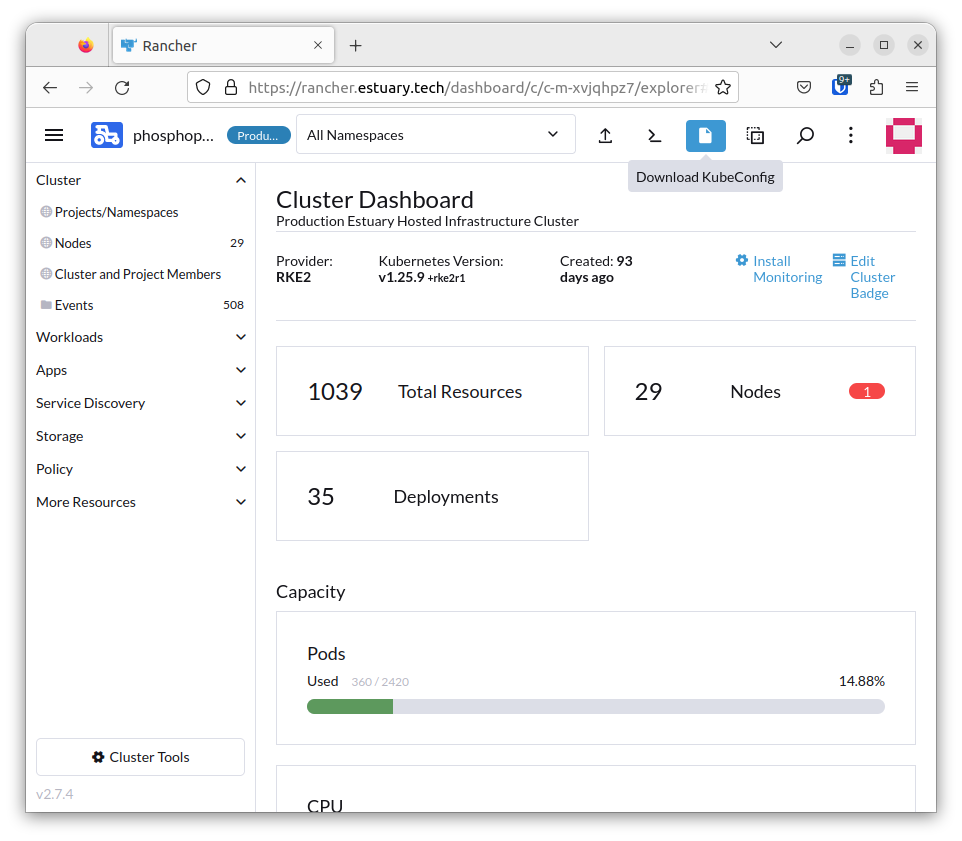 Rancher
https://rancher.estuary.tech/dashboard/c/c-m-xvjqhpz7/explorer#
9+
phosphop...
Produ...
All Namespaces
Download KubeConfig
Cluster
Projects/Namespaces
Nodes 29
Cluster and Project Members
Events 508
Workloads
Apps
Service Discovery
Storage
Policy
More Resources
Cluster Tools
v2.7.4
Cluster Dashboard
Production Estuary Hosted Infrastructure Cluster
Provider:
RKE2
Kubernetes Version:
v1.25.9 +rke2r1
Created: 93
days ago
Install
Monitoring
Edit
Cluster
Badge
1039 Total Resources
29 Nodes 1
35 Deployments
Capacity
Pods
Used 360 / 2420 14.88%
CPU